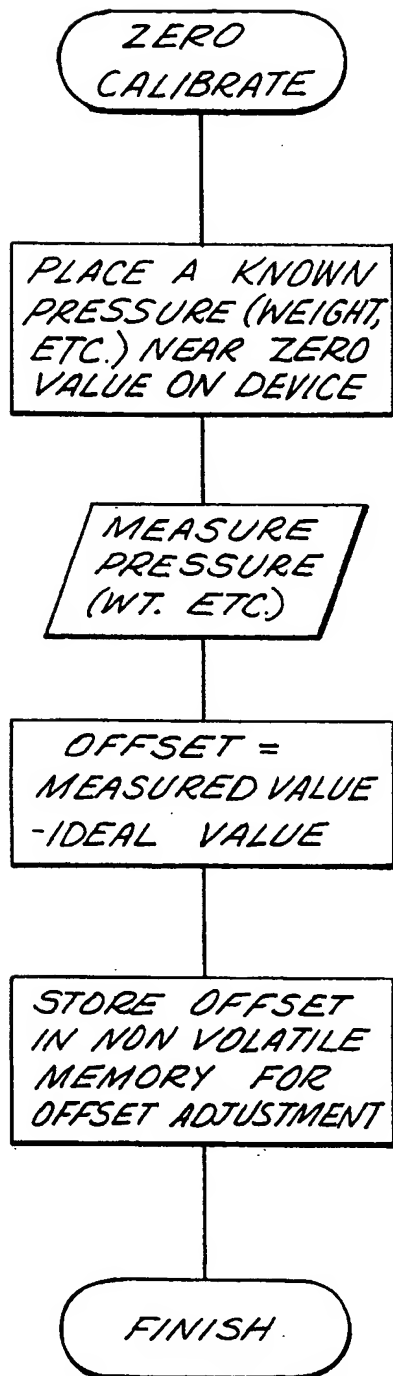 ZERO
CALIBRATE
PLACE A KNOWN
PRESSURE (WEIGHT,
ETC.) NEAR ZERO
VALUE ON DEVICE
MEASURE
PRESSURE
(WT. ETC.)
OFFSET =
MEASURED VALUE
-IDEAL VALUE
STORE OFFSET
IN NON VOLATILE
MEMORY FOR
OFFSET ADJUSTMENT
FINISH